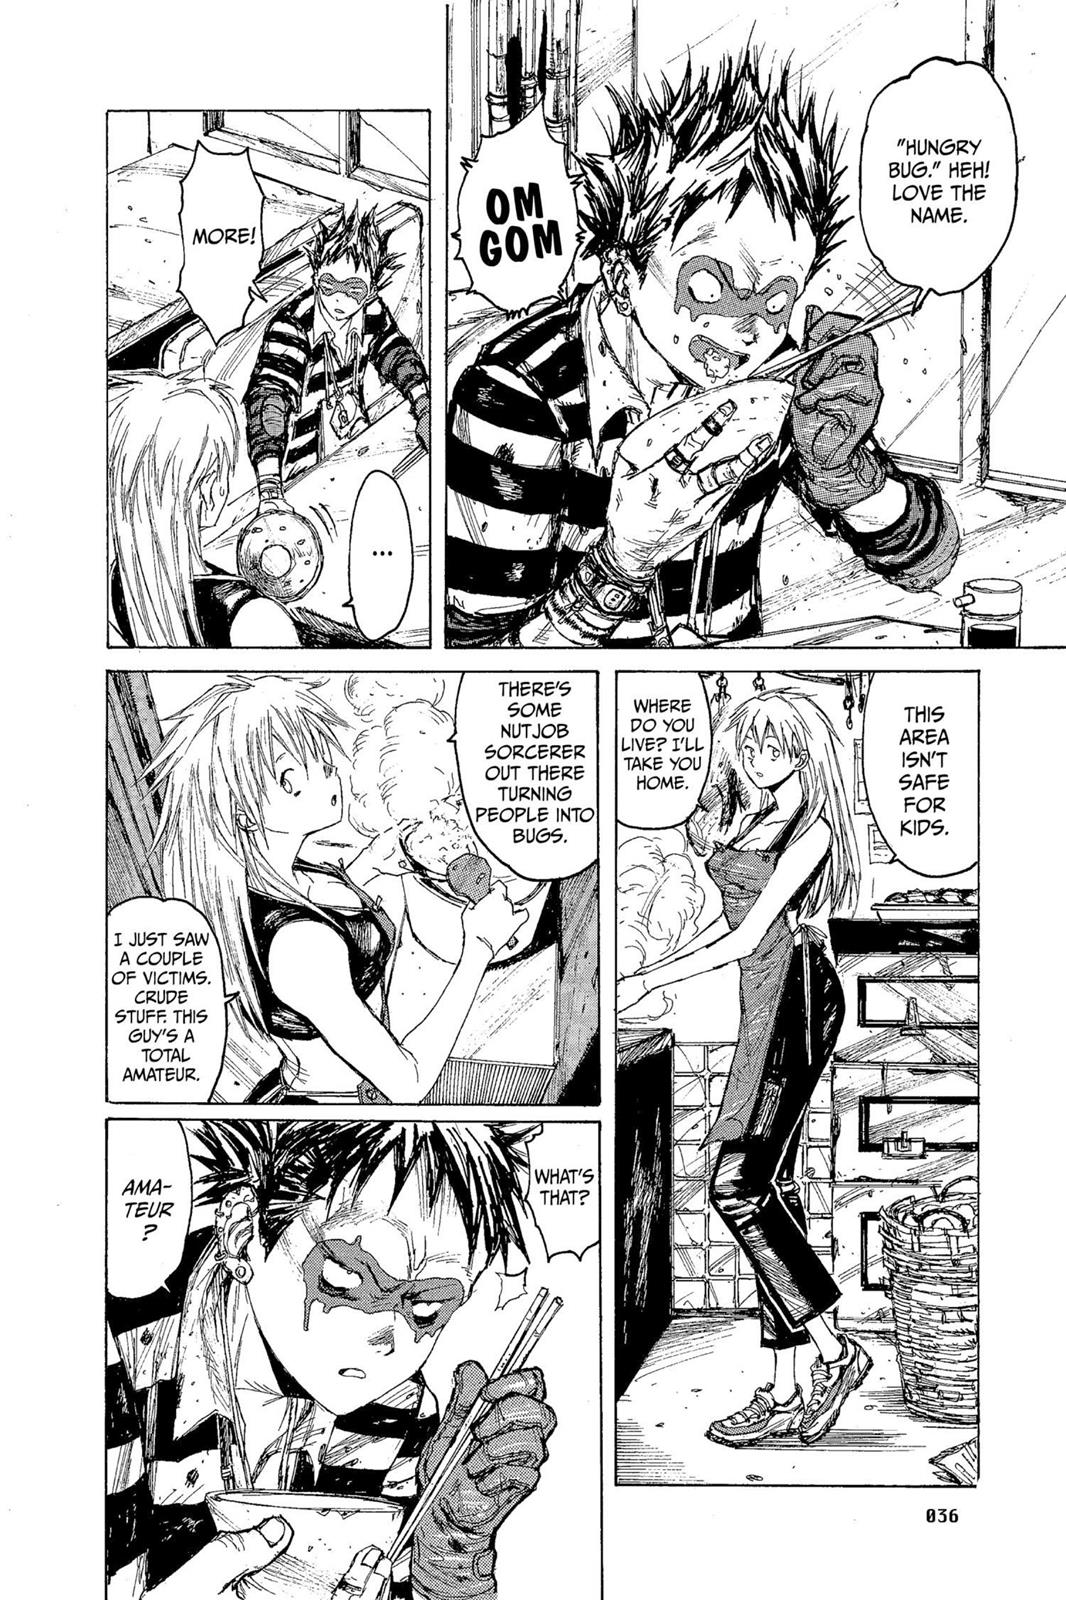 "HUNGRY
BUG." HEH!
LOVE THE
NAME.
OM
GOM
MORE!
...
THIS
AREA
ISN'T
SAFE
FOR
KIDS.
WHERE
DO YOU
LIVE? I'LL
TAKE YOU
HOME.
THERE'S
SOME
NUTJOB
SORCERER
OUT THERE
TURNING
PEOPLE INTO
BUGS.
I JUST SAW
A COUPLE
OF VICTIMS.
CRUDE
STUFF. THIS
GUY'S A
TOTAL
AMATEUR.
WHAT'S
THAT?
AMA-
TEUR
?
036